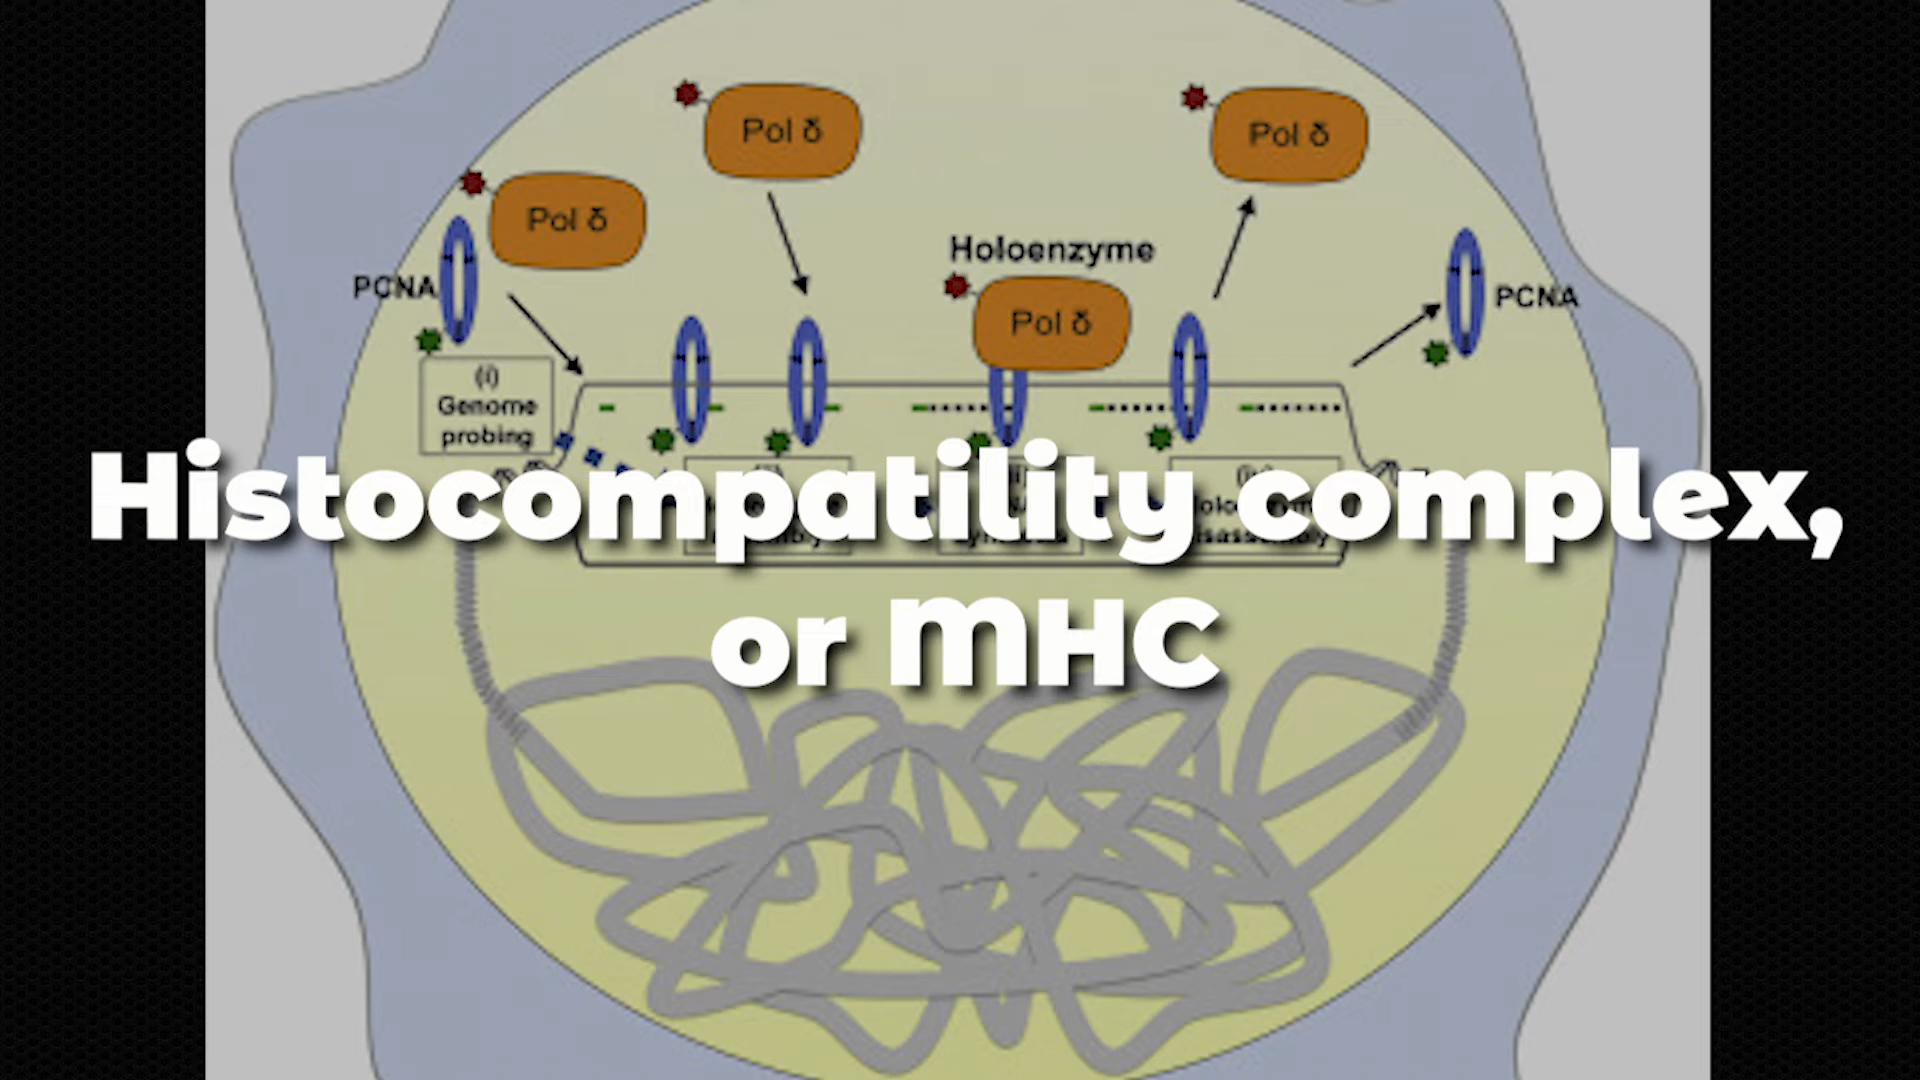 Pol δ
Pol δ
Pol δ
Holoenzyme
Pol δ
PCNA
PCNA
(i)
Genome
probing
Histocompatility complex,
or MHC